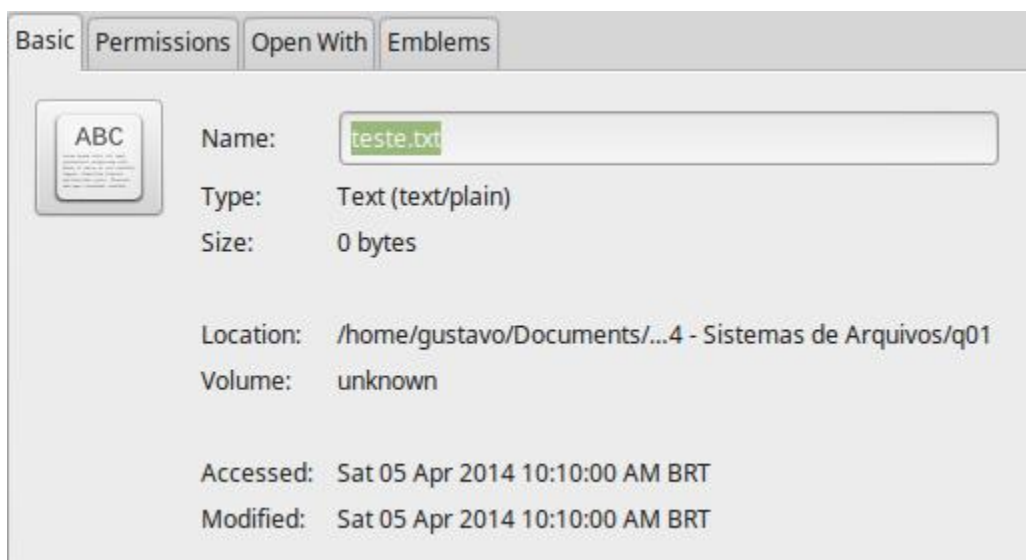 Basic Permissions Open With Emblems
ABC
Name: teste.txt
Type: Text (text/plain)
Size: 0 bytes
Location: /home/gustavo/Documents/...4 - Sistemas de Arquivos/q01
Volume: unknown
Accessed: Sat 05 Apr 2014 10:10:00 AM BRT
Modified: Sat 05 Apr 2014 10:10:00 AM BRT